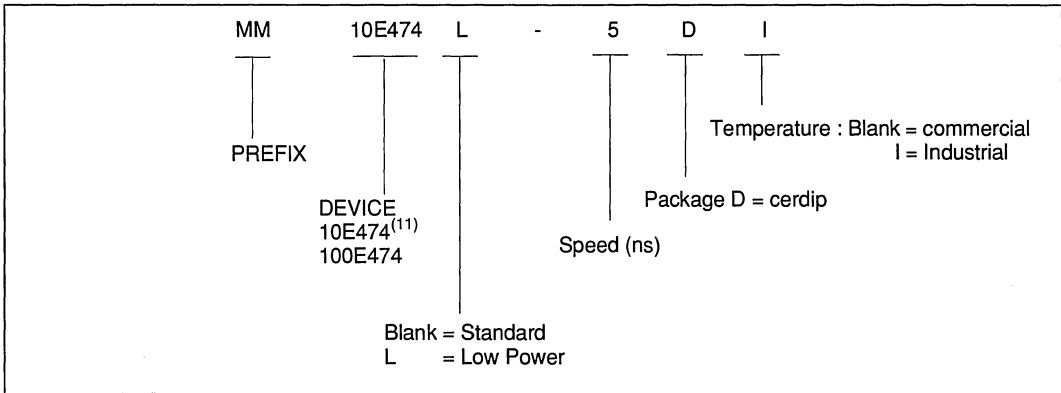 MM 10E474 L - 5 D I
Temperature : Blank = commercial
I = Industrial
PREFIX
Package D = cerdip
DEVICE
10E474(11)
100E474
Speed (ns)
Blank = Standard
L = Low Power